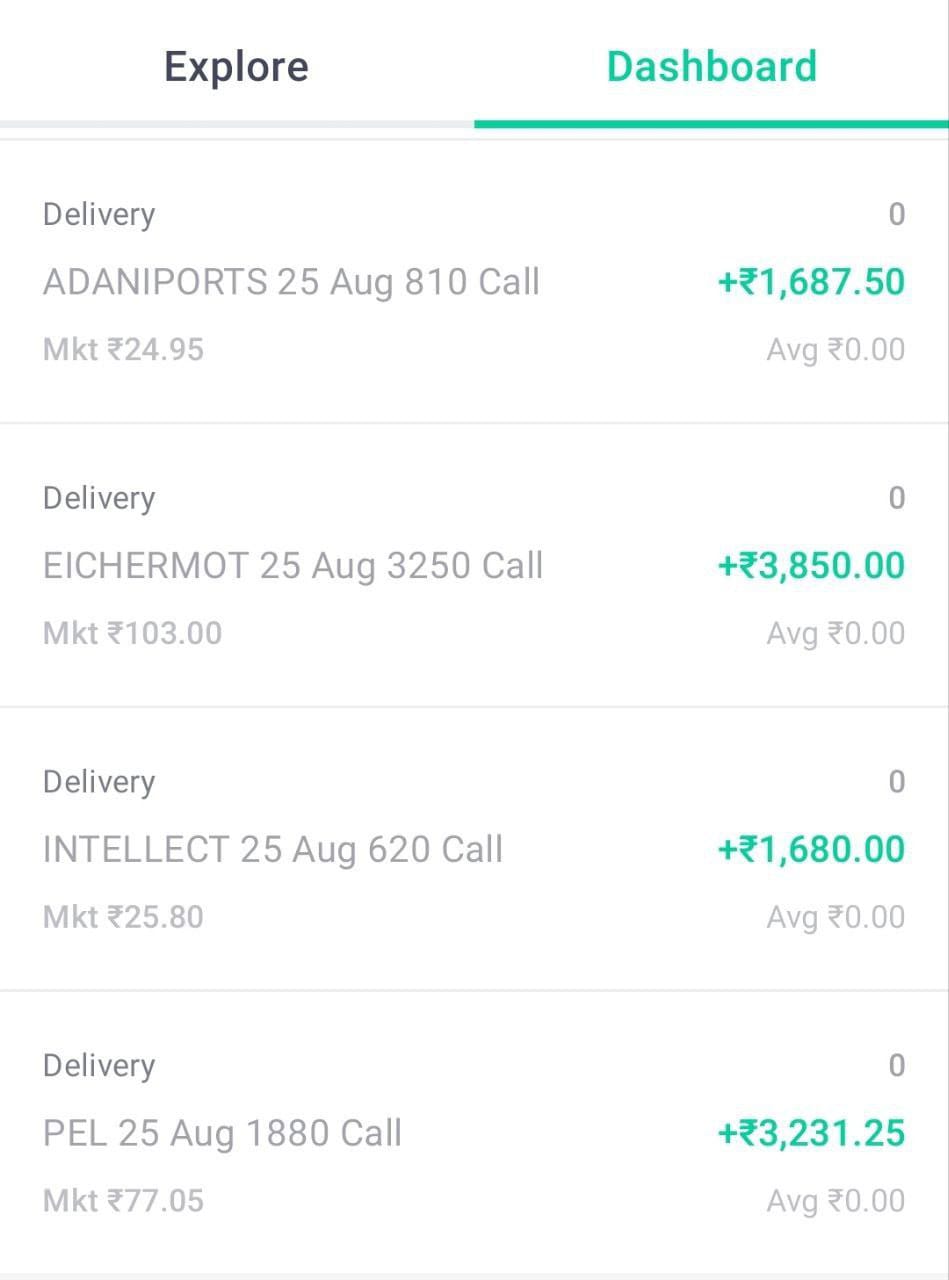 Explore Dashboard
Delivery 0
ADANIPORTS 25 Aug 810 Call +₹1,687.50
Mkt ₹24.95 Avg ₹0.00
Delivery 0
EICHERMOT 25 Aug 3250 Call +₹3,850.00
Mkt ₹103.00 Avg ₹0.00
Delivery 0
INTELLECT 25 Aug 620 Call +₹1,680.00
Mkt ₹25.80 Avg ₹0.00
Delivery 0
PEL 25 Aug 1880 Call +₹3,231.25
Mkt ₹77.05 Avg ₹0.00